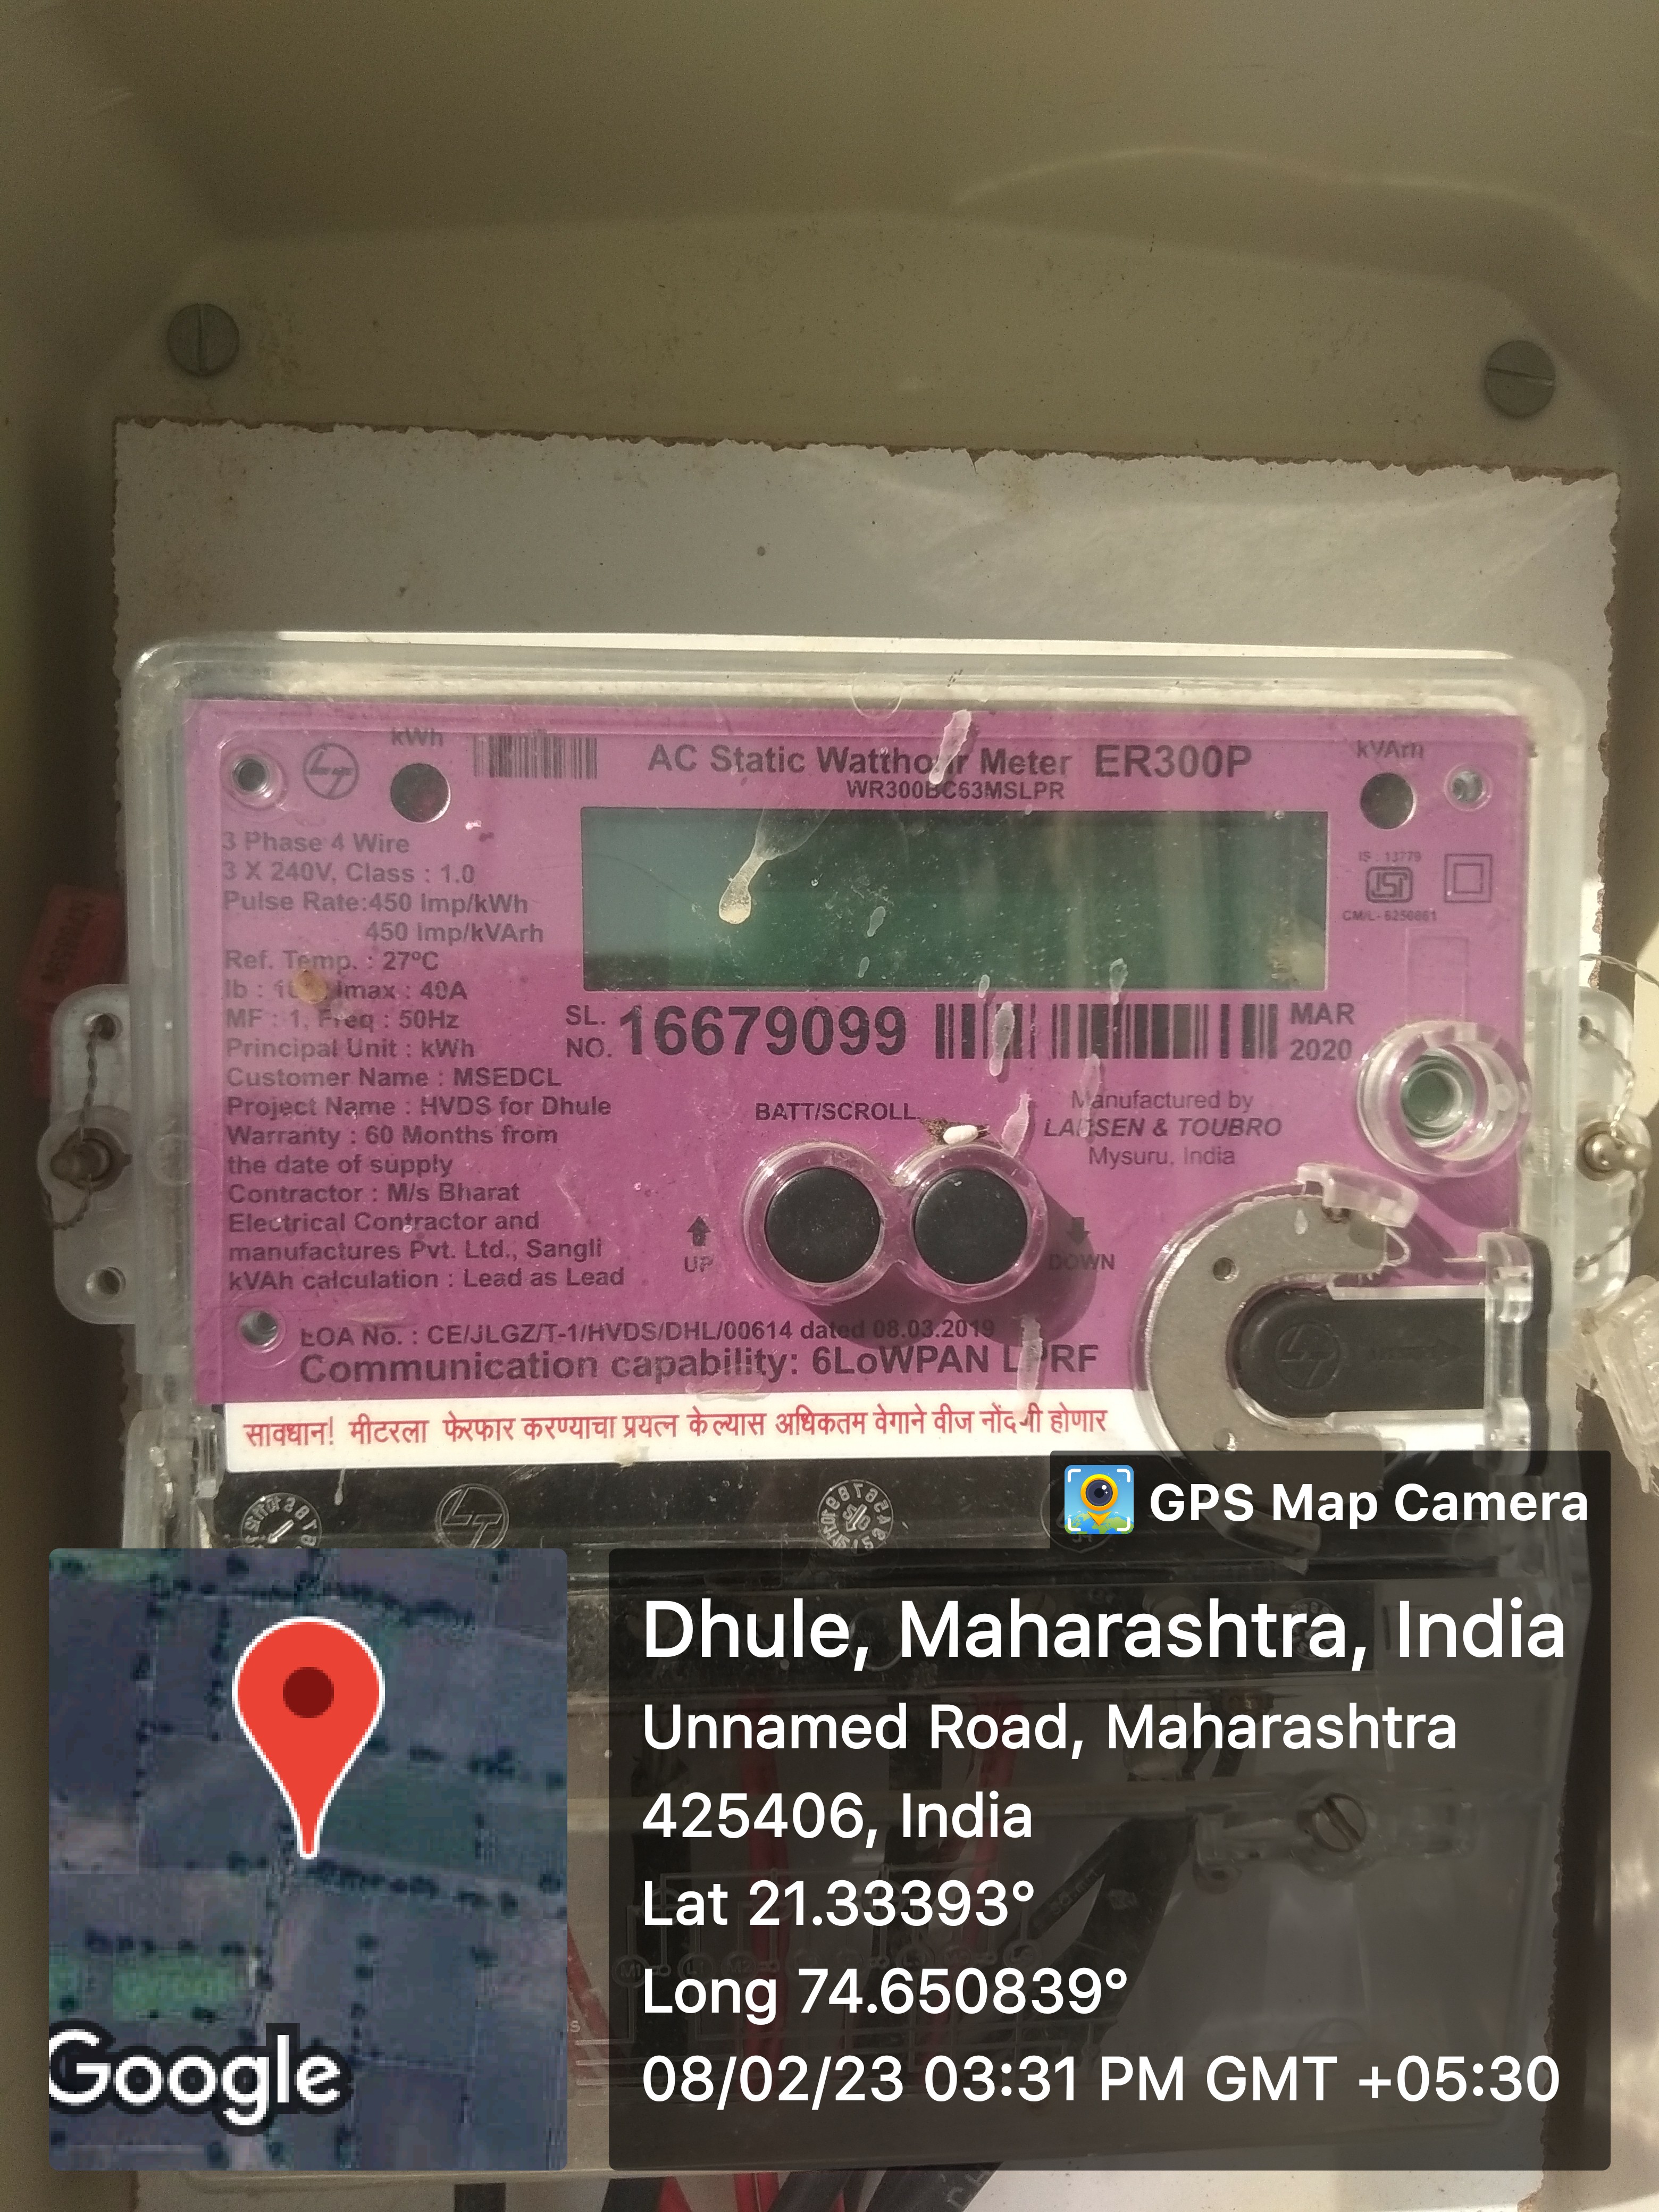 kWh
AC Static Watthour Meter ER300P
WR300BC63MSLPR
kVArh
3 Phase 4 Wire
3 X 240V, Class : 1.0
Pulse Rate:450 Imp/kWh
450 Imp/kVArh
Ref. Temp. : 27°C
Ib : Imax : 40A
MF : 1, Freq : 50Hz
Principal Unit : kWh
Customer Name : MSEDCL
Project Name : HVDS for Dhule
Warranty : 60 Months from
the date of supply
Contractor : M/s Bharat
Electrical Contractor and
manufactures Pvt. Ltd., Sangli
kVAh calculation : Lead as Lead
IS : 13779
CM/L- 6250861
SL. NO. 16679099
MAR
2020
BATT/SCROLL
Manufactured by
LARSEN & TOUBRO
Mysuru, India
UP
DOWN
LOA No. : CE/JLGZ/T-1/HVDS/DHL/00614 dated 08.03.2019
Communication capability: 6LoWPAN LPRF
सावधान! मीटरला फेरफार करण्याचा प्रयत्न केल्यास अधिकतम वेगाने वीज नोंदणी होणार
GPS Map Camera
Dhule, Maharashtra, India
Unnamed Road, Maharashtra
425406, India
Lat 21.33393°
Long 74.650839°
08/02/23 03:31 PM GMT +05:30
Google